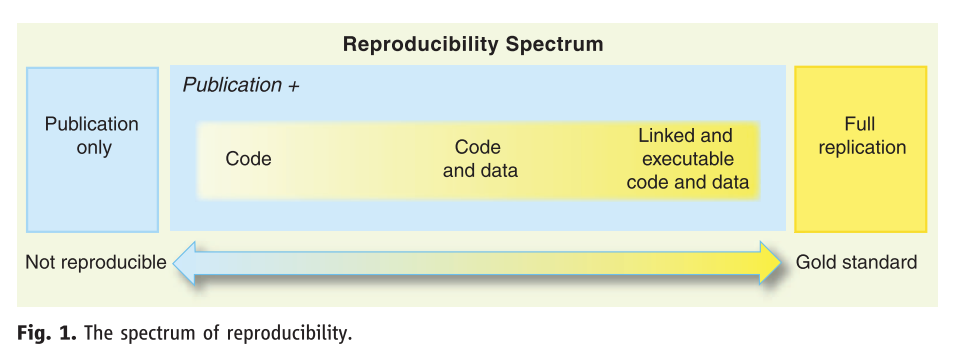 Reproducibility Spectrum
Publication +
Publication
only
Code
Code
and data
Linked and
executable
code and data
Full
replication
Not reproducible
Gold standard
Fig. 1. The spectrum of reproducibility.